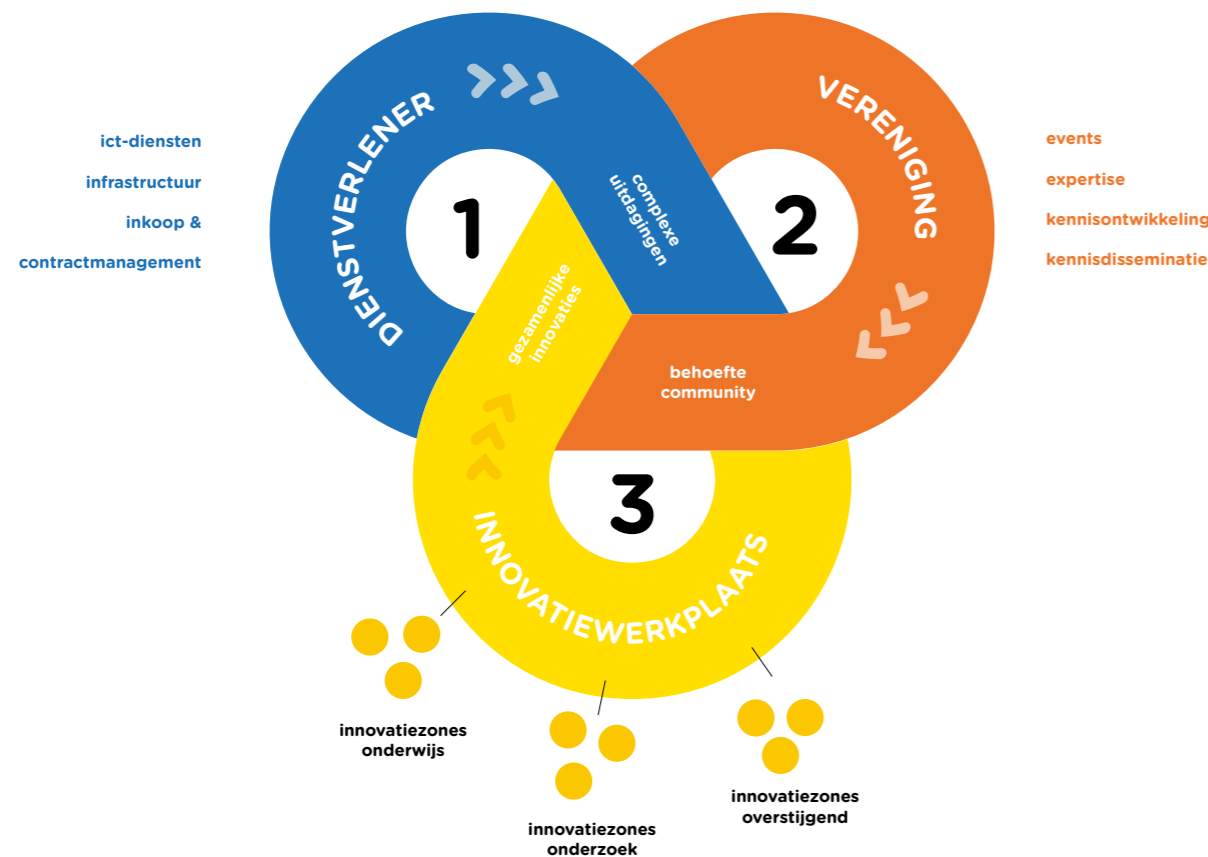 DIENSTVERLENER
ict-diensten
infrastructuur
inkoop &
contractmanagement
1
complexe
uitdagingen
VERENIGING
2
events
expertise
kennisontwikkeling
kennisdisseminatie
behoefte
community
gezamenlijke
innovaties
3
INNOVATIEWERKPLAATS
innovatiezones
onderwijs
innovatiezones
onderzoek
innovatiezones
overstijgend